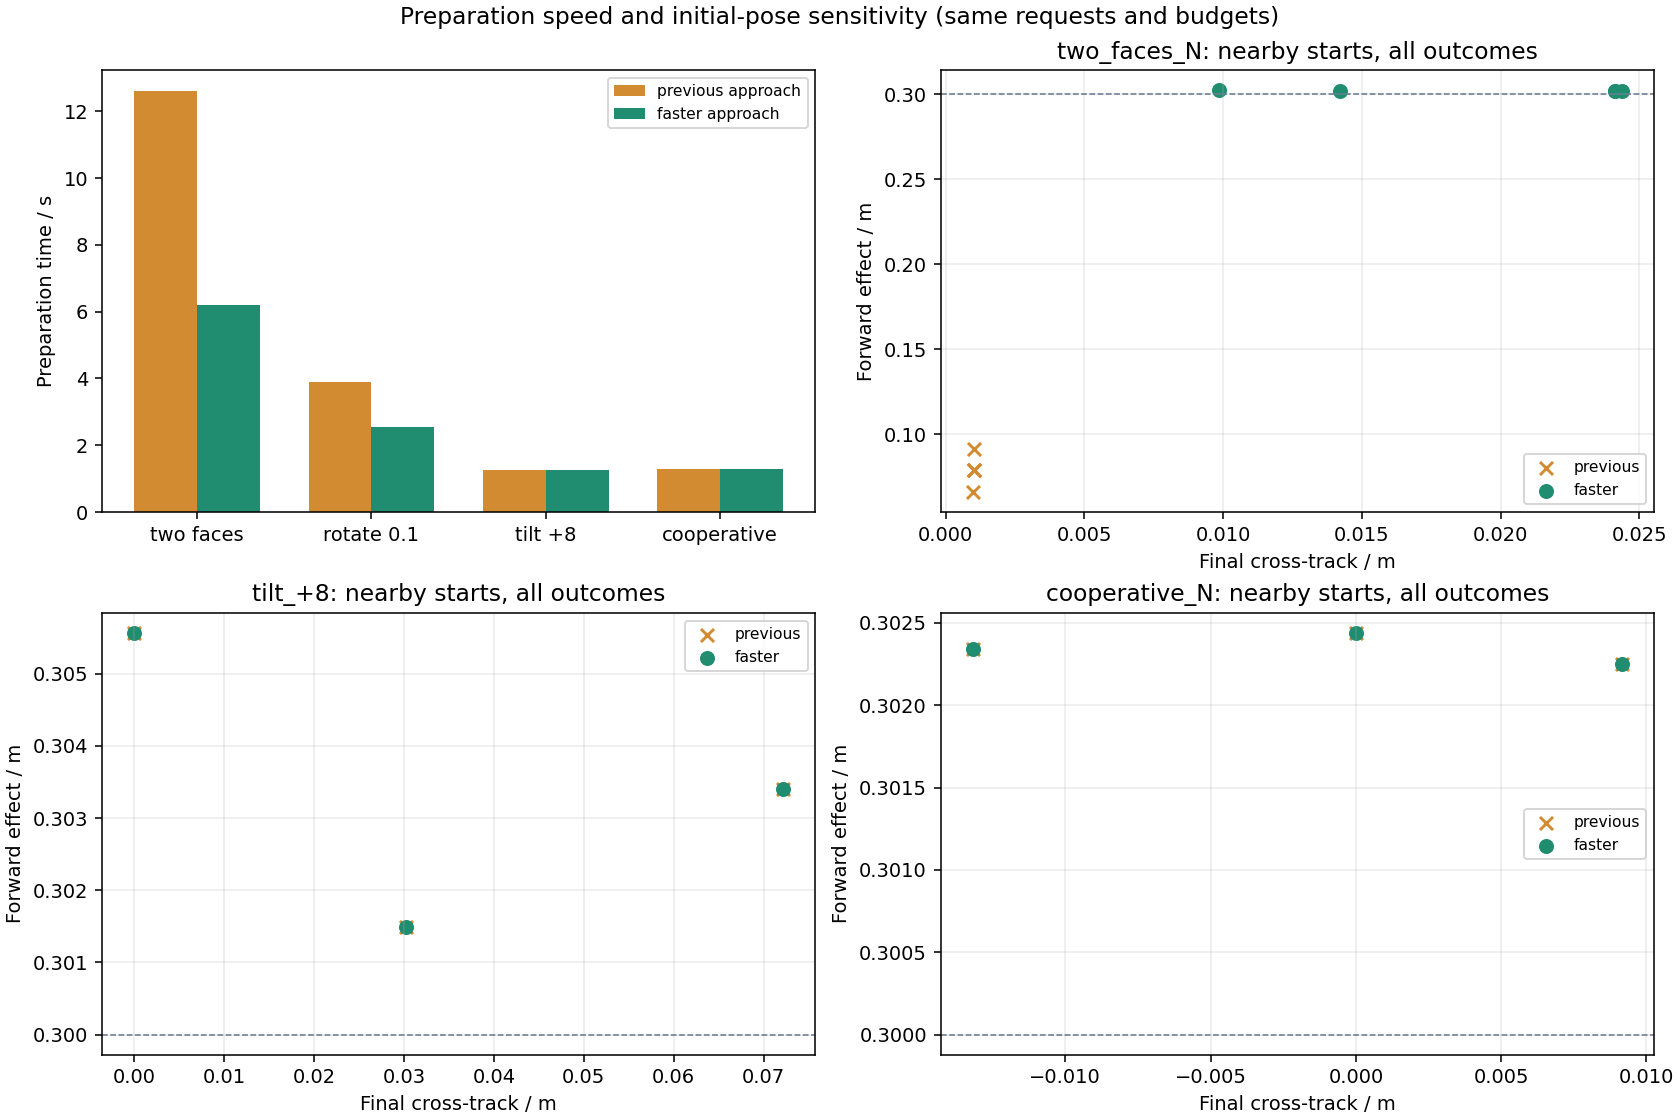 Preparation speed and initial-pose sensitivity (same requests and budgets)
Preparation time / s
12
10
8
6
4
2
0
two faces
rotate 0.1
tilt +8
cooperative
previous approach
faster approach
two_faces_N: nearby starts, all outcomes
Forward effect / m
0.30
0.25
0.20
0.15
0.10
0.000
0.005
0.010
0.015
0.020
0.025
Final cross-track / m
previous
faster
tilt_+8: nearby starts, all outcomes
Forward effect / m
0.305
0.304
0.303
0.302
0.301
0.300
0.00
0.01
0.02
0.03
0.04
0.05
0.06
0.07
Final cross-track / m
previous
faster
cooperative_N: nearby starts, all outcomes
Forward effect / m
0.3025
0.3020
0.3015
0.3010
0.3005
0.3000
−0.010
−0.005
0.000
0.005
0.010
Final cross-track / m
previous
faster